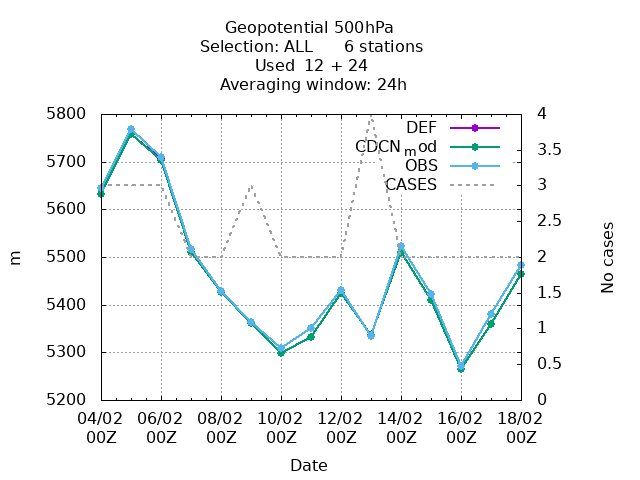 Geopotential 500hPa
Selection: ALL      6 stations
Used  12 + 24
Averaging window: 24h
5800
5700
5600
5500
5400
5300
5200
m
4
3.5
3
2.5
2
1.5
1
0.5
0
No cases
DEF
CDCNmod
OBS
CASES
04/02 06/02 08/02 10/02 12/02 14/02 16/02 18/02
00Z 00Z 00Z 00Z 00Z 00Z 00Z 00Z
Date